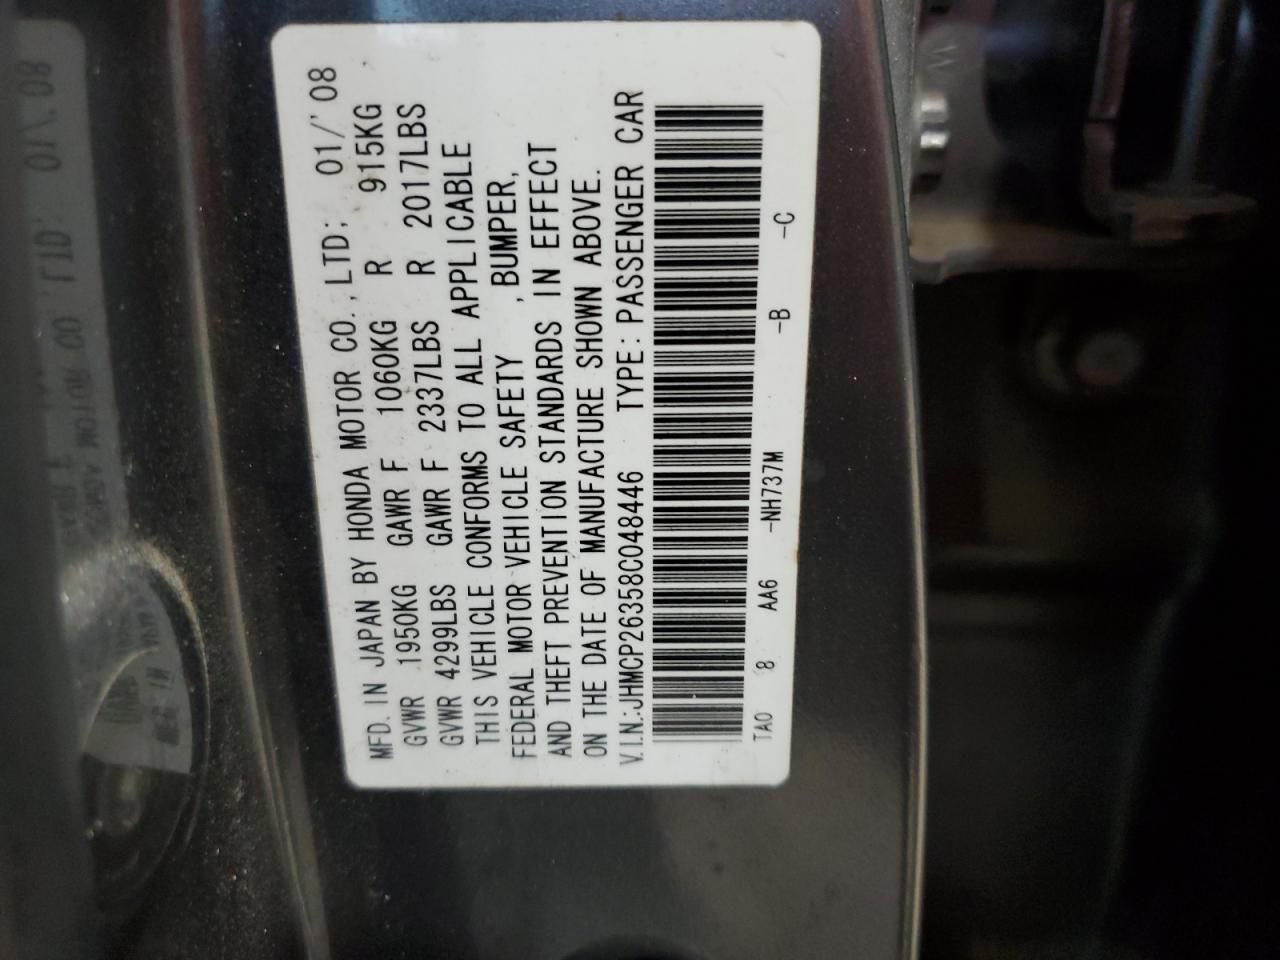 MFD. IN JAPAN BY HONDA MOTOR CO., LTD; 01/'08
GVWR 1950KG GAWR F 1060KG R 915KG
GVWR 4299LBS GAWR F 2337LBS R 2017LBS
THIS VEHICLE CONFORMS TO ALL APPLICABLE
FEDERAL MOTOR VEHICLE SAFETY , BUMPER,
AND THEFT PREVENTION STANDARDS IN EFFECT
ON THE DATE OF MANUFACTURE SHOWN ABOVE.
V.I.N.:JHMCP26358C048446 TYPE: PASSENGER CAR
TA0 8 AA6 -NH737M -B -C